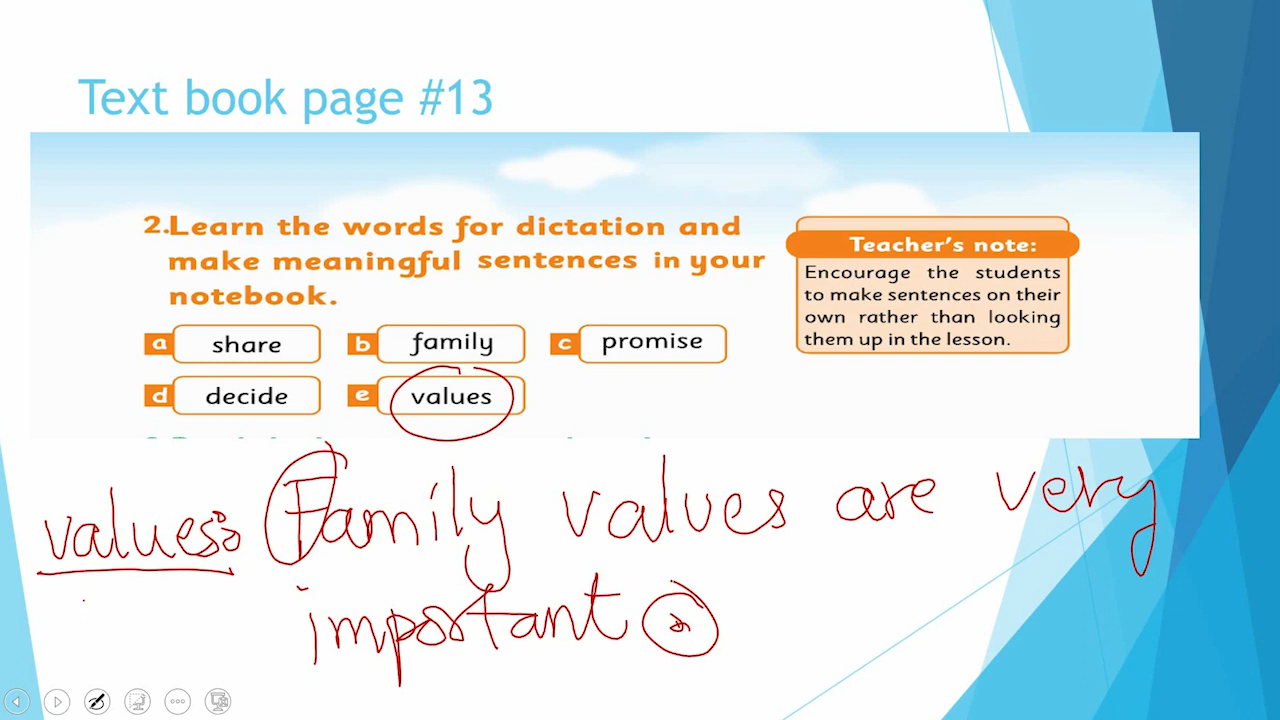 Text book page #13
2.Learn the words for dictation and
make meaningful sentences in your
notebook.
Teacher's note:
Encourage the students
to make sentences on their
own rather than looking
them up in the lesson.
a share b family c promise
d decide e values
values: Family values are very
important.